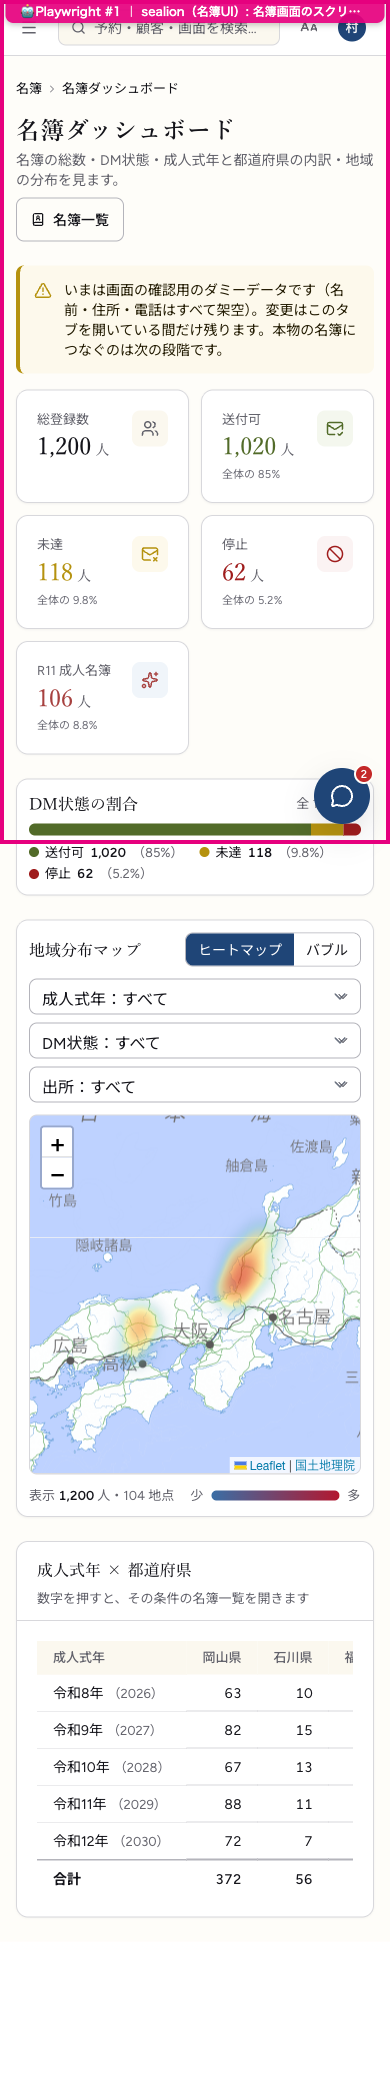 Playwright #1 ｜ sealion（名簿UI）: 名簿画面のスクリ…
予約・顧客・画面を検索…
AA
村
名簿 › 名簿ダッシュボード
名簿ダッシュボード
名簿の総数・DM状態・成人式年と都道府県の内訳・地域
の分布を見ます。
名簿一覧
いまは画面の確認用のダミーデータです（名
前・住所・電話はすべて架空）。変更はこのタ
ブを開いている間だけ残ります。本物の名簿に
つなぐのは次の段階です。
総登録数
1,200 人
送付可
1,020 人
全体の 85%
未達
118 人
全体の 9.8%
停止
62 人
全体の 5.2%
R11 成人名簿
106 人
全体の 8.8%
2
DM状態の割合
全
送付可 1,020 （85%） 未達 118 （9.8%）
停止 62 （5.2%）
地域分布マップ
ヒートマップ
バブル
成人式年：すべて
DM状態：すべて
出所：すべて
+
−
日 本 海
佐渡島
舳倉島
竹島
隠岐諸島
名古屋
大阪
広島
高松
三
Leaflet | 国土地理院
表示 1,200 人・104 地点
少
多
成人式年 × 都道府県
数字を押すと、その条件の名簿一覧を開きます
成人式年 岡山県 石川県
令和8年 （2026） 63 10
令和9年 （2027） 82 15
令和10年 （2028） 67 13
令和11年 （2029） 88 11
令和12年 （2030） 72 7
合計 372 56